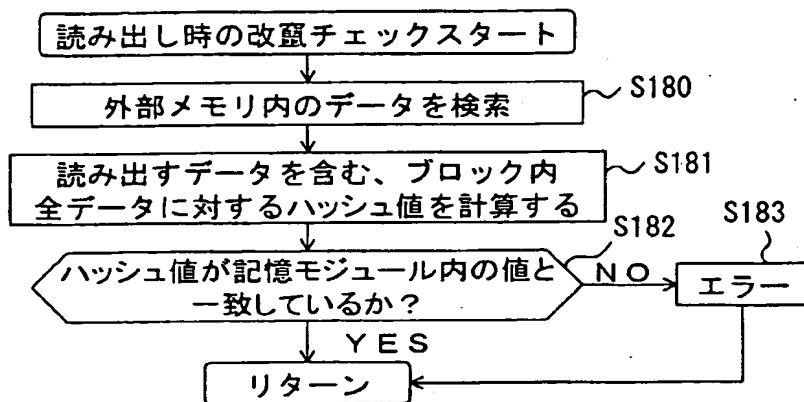 読み出し時の改竄チェックスタート
外部メモリ内のデータを検索
S180
読み出すデータを含む、ブロック内
全データに対するハッシュ値を計算する
S181
ハッシュ値が記憶モジュール内の値と
一致しているか？
S182
NO
S183
エラー
YES
リターン